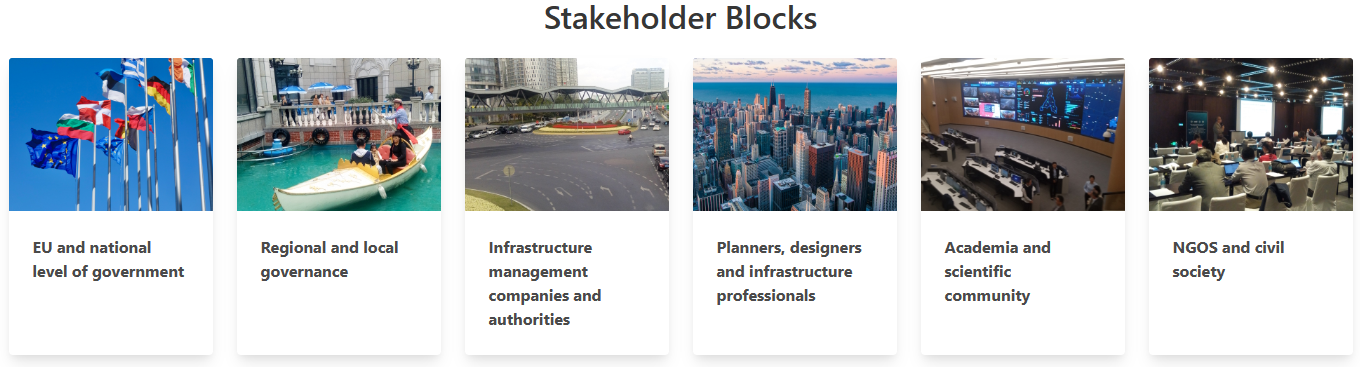 Stakeholder Blocks
EU and national
level of government
Regional and local
governance
Infrastructure
management
companies and
authorities
Planners, designers
and infrastructure
professionals
Academia and
scientific
community
NGOS and civil
society